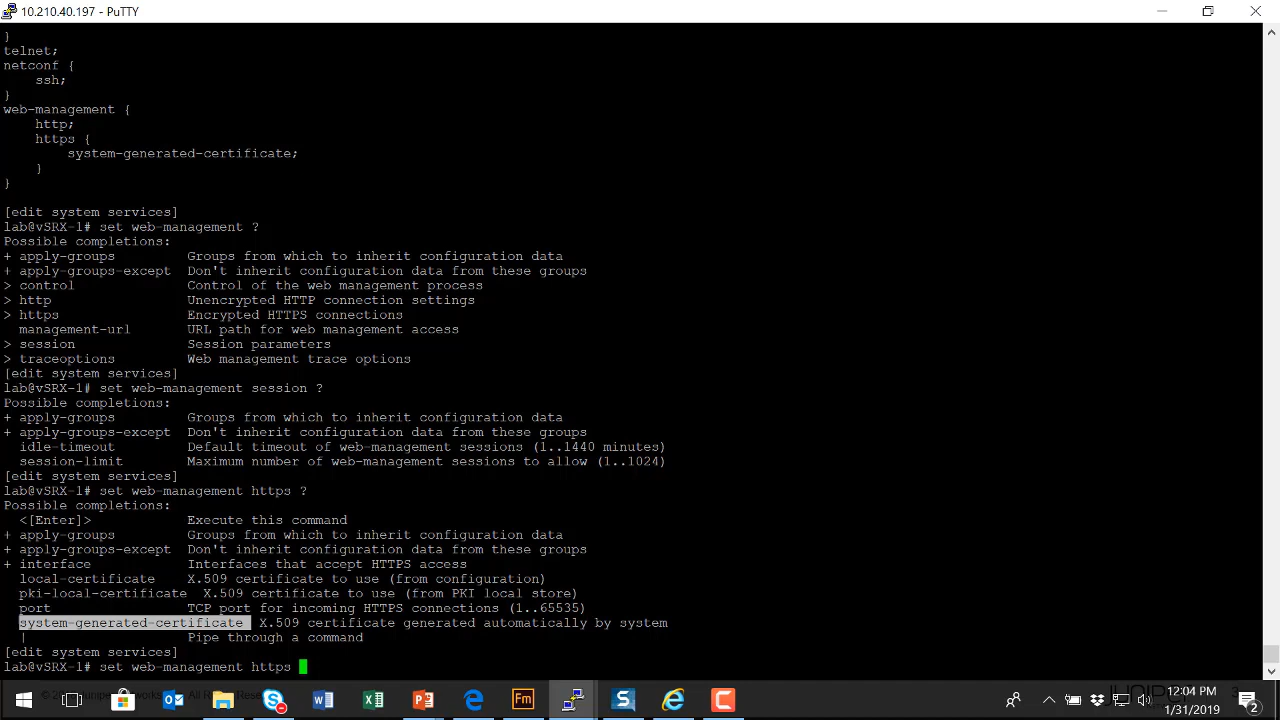 10.210.40.197 - PuTTY
}
telnet;
netconf {
    ssh;
}
web-management {
    http;
    https {
        system-generated-certificate;
    }
}
[edit system services]
lab@vSRX-1# set web-management ?
Possible completions:
+ apply-groups         Groups from which to inherit configuration data
+ apply-groups-except  Don't inherit configuration data from these groups
> control              Control of the web management process
> http                 Unencrypted HTTP connection settings
> https                Encrypted HTTPS connections
  management-url       URL path for web management access
> session              Session parameters
> traceoptions         Web management trace options
[edit system services]
lab@vSRX-1# set web-management session ?
Possible completions:
+ apply-groups         Groups from which to inherit configuration data
+ apply-groups-except  Don't inherit configuration data from these groups
  idle-timeout         Default timeout of web-management sessions (1..1440 minutes)
  session-limit        Maximum number of web-management sessions to allow (1..1024)
[edit system services]
lab@vSRX-1# set web-management https ?
Possible completions:
  <[Enter]>            Execute this command
+ apply-groups         Groups from which to inherit configuration data
+ apply-groups-except  Don't inherit configuration data from these groups
+ interface            Interfaces that accept HTTPS access
  local-certificate    X.509 certificate to use (from configuration)
  pki-local-certificate  X.509 certificate to use (from PKI local store)
  port                 TCP port for incoming HTTPS connections (1..65535)
  system-generated-certificate  X.509 certificate generated automatically by system
  |                    Pipe through a command
[edit system services]
lab@vSRX-1# set web-management https
12:04 PM
1/31/2019
2